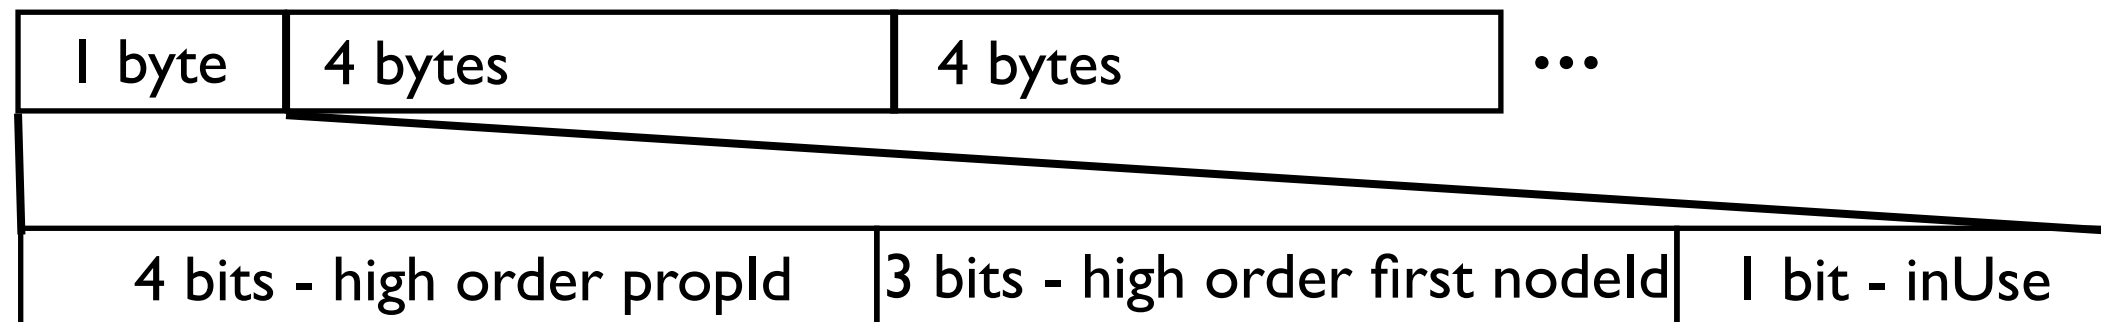 1 byte 4 bytes 4 bytes ...
4 bits - high order propId 3 bits - high order first nodeId 1 bit - inUse